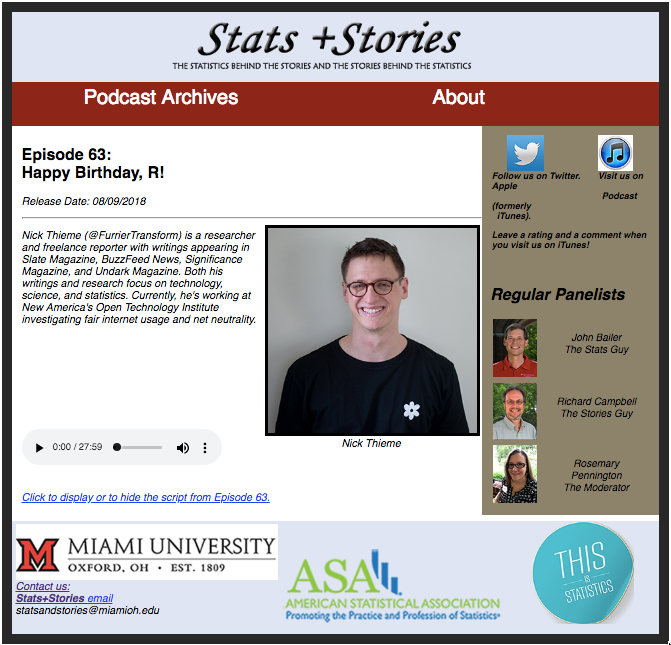 Stats +Stories
THE STATISTICS BEHIND THE STORIES AND THE STORIES BEHIND THE STATISTICS
Podcast Archives
About
Episode 63:
Happy Birthday, R!
Release Date: 08/09/2018
Nick Thieme (@FurrierTransform) is a researcher
and freelance reporter with writings appearing in
Slate Magazine, BuzzFeed News, Significance
Magazine, and Undark Magazine. Both his
writings and research focus on technology,
science, and statistics. Currently, he's working at
New America's Open Technology Institute
investigating fair internet usage and net neutrality.
Nick Thieme
0:00 / 27:59
Click to display or to hide the script from Episode 63.
Follow us on Twitter. Visit us on
Apple
Podcast
(formerly
iTunes).
Leave a rating and a comment when
you visit us on iTunes!
Regular Panelists
John Bailer
The Stats Guy
Richard Campbell
The Stories Guy
Rosemary
Pennington
The Moderator
M
MIAMI UNIVERSITY
OXFORD, OH • EST. 1809
Contact us:
Stats+Stories email
statsandstories@miamioh.edu
ASA
AMERICAN STATISTICAL ASSOCIATION
Promoting the Practice and Profession of Statistics®
THIS
IS
STATISTICS